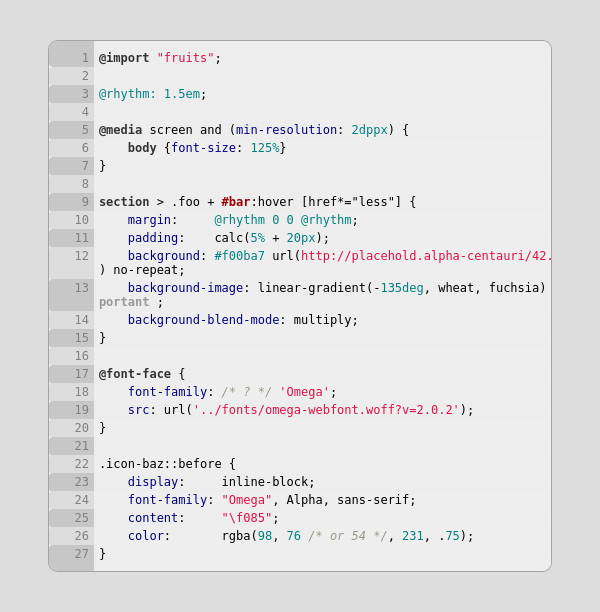 1 @import "fruits";
2
3 @rhythm: 1.5em;
4
5 @media screen and (min-resolution: 2dppx) {
6     body {font-size: 125%}
7 }
8
9 section > .foo + #bar:hover [href*="less"] {
10     margin:     @rhythm 0 0 @rhythm;
11     padding:    calc(5% + 20px);
12     background: #f00ba7 url(http://placehold.alpha-centauri/42.
) no-repeat;
13     background-image: linear-gradient(-135deg, wheat, fuchsia)
portant ;
14     background-blend-mode: multiply;
15 }
16
17 @font-face {
18     font-family: /* ? */ 'Omega';
19     src: url('../fonts/omega-webfont.woff?v=2.0.2');
20 }
21
22 .icon-baz::before {
23     display:     inline-block;
24     font-family: "Omega", Alpha, sans-serif;
25     content:     "\f085";
26     color:       rgba(98, 76 /* or 54 */, 231, .75);
27 }